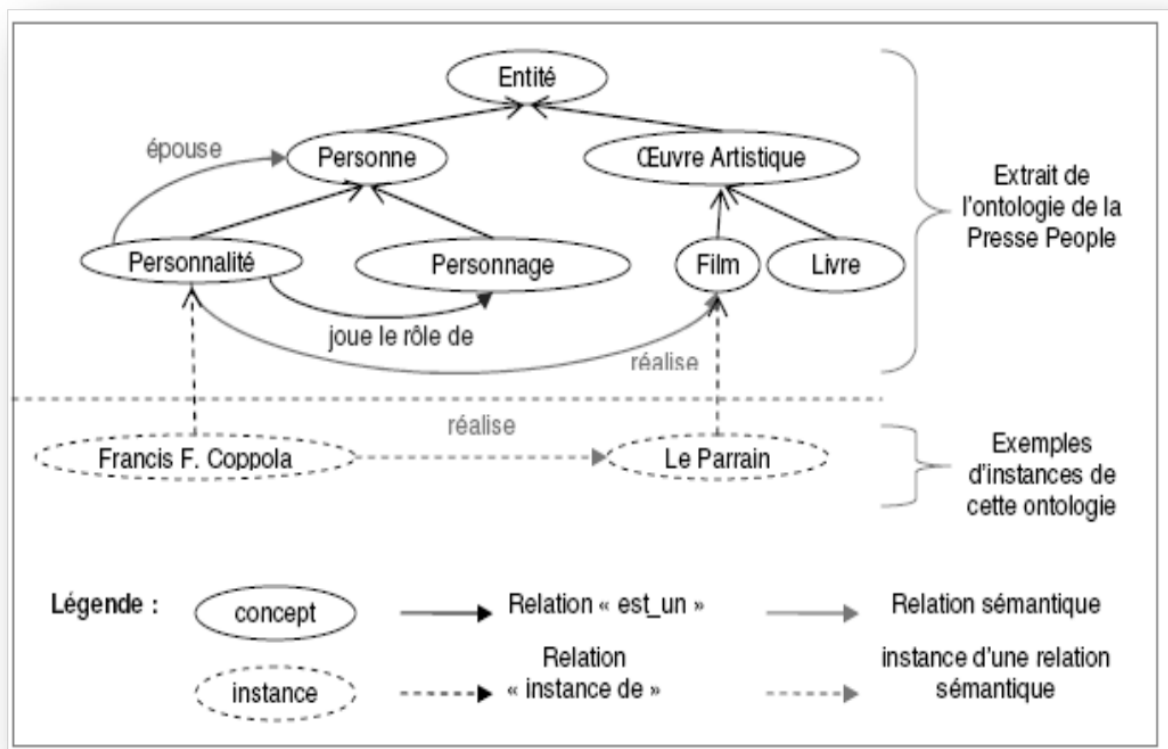 Entité
épouse
Personne
Œuvre Artistique
Extrait de
l'ontologie de la
Presse People
Personnalité
Personnage
Film
Livre
joue le rôle de
réalise
réalise
Francis F. Coppola
Le Parrain
Exemples
d'instances de
cette ontologie
Légende :
concept
Relation « est_un »
Relation sémantique
instance
Relation
« instance de »
instance d'une relation
sémantique